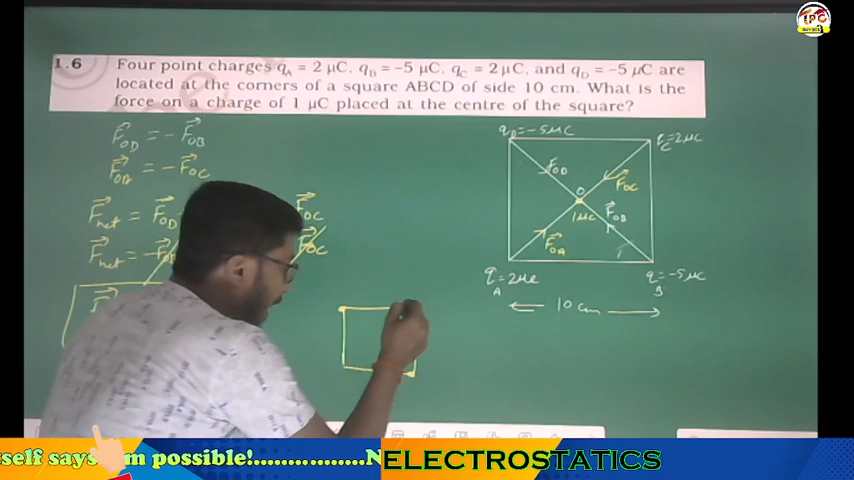 TPC
1.6 Four point charges qA = 2 μC, qB = −5 μC, qC = 2 μC, and qD = −5 μC are
located at the corners of a square ABCD of side 10 cm. What is the
force on a charge of 1 μC placed at the centre of the square?
F⃗OD = −F⃗OB
F⃗OA = −F⃗OC
F⃗net = F⃗OD
F⃗OC
F⃗net =
F⃗OC
qD=−5μC
qC=2μC
F⃗OD
O
F⃗OC
1μC
F⃗OB
F⃗OA
qA=2μC
qB=−5μC
10 cm
possible!...............
ELECTROSTATICS